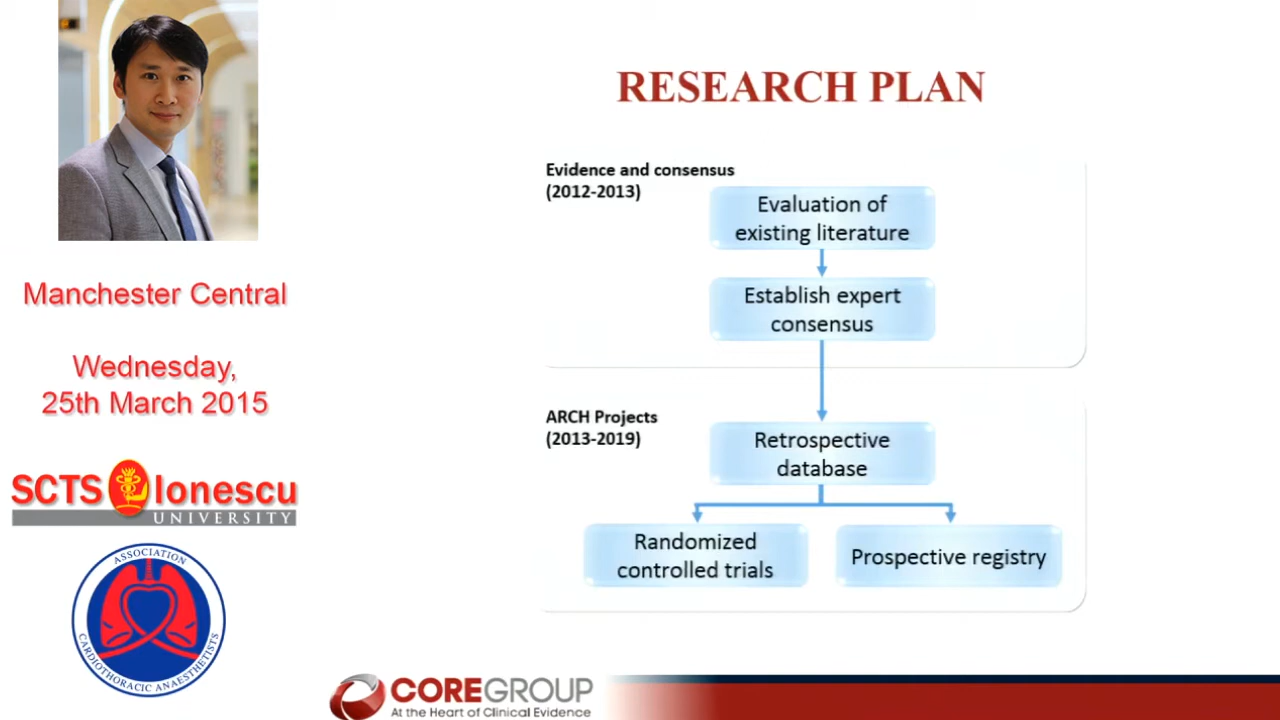 RESEARCH PLAN
Evidence and consensus
(2012-2013)
Evaluation of
existing literature
Establish expert
consensus
ARCH Projects
(2013-2019)
Retrospective
database
Randomized
controlled trials
Prospective registry
Manchester Central
Wednesday,
25th March 2015
SCTS Ionescu
UNIVERSITY
ASSOCIATION
CARDIOTHORACIC ANAESTHETISTS
COREGROUP
At the Heart of Clinical Evidence